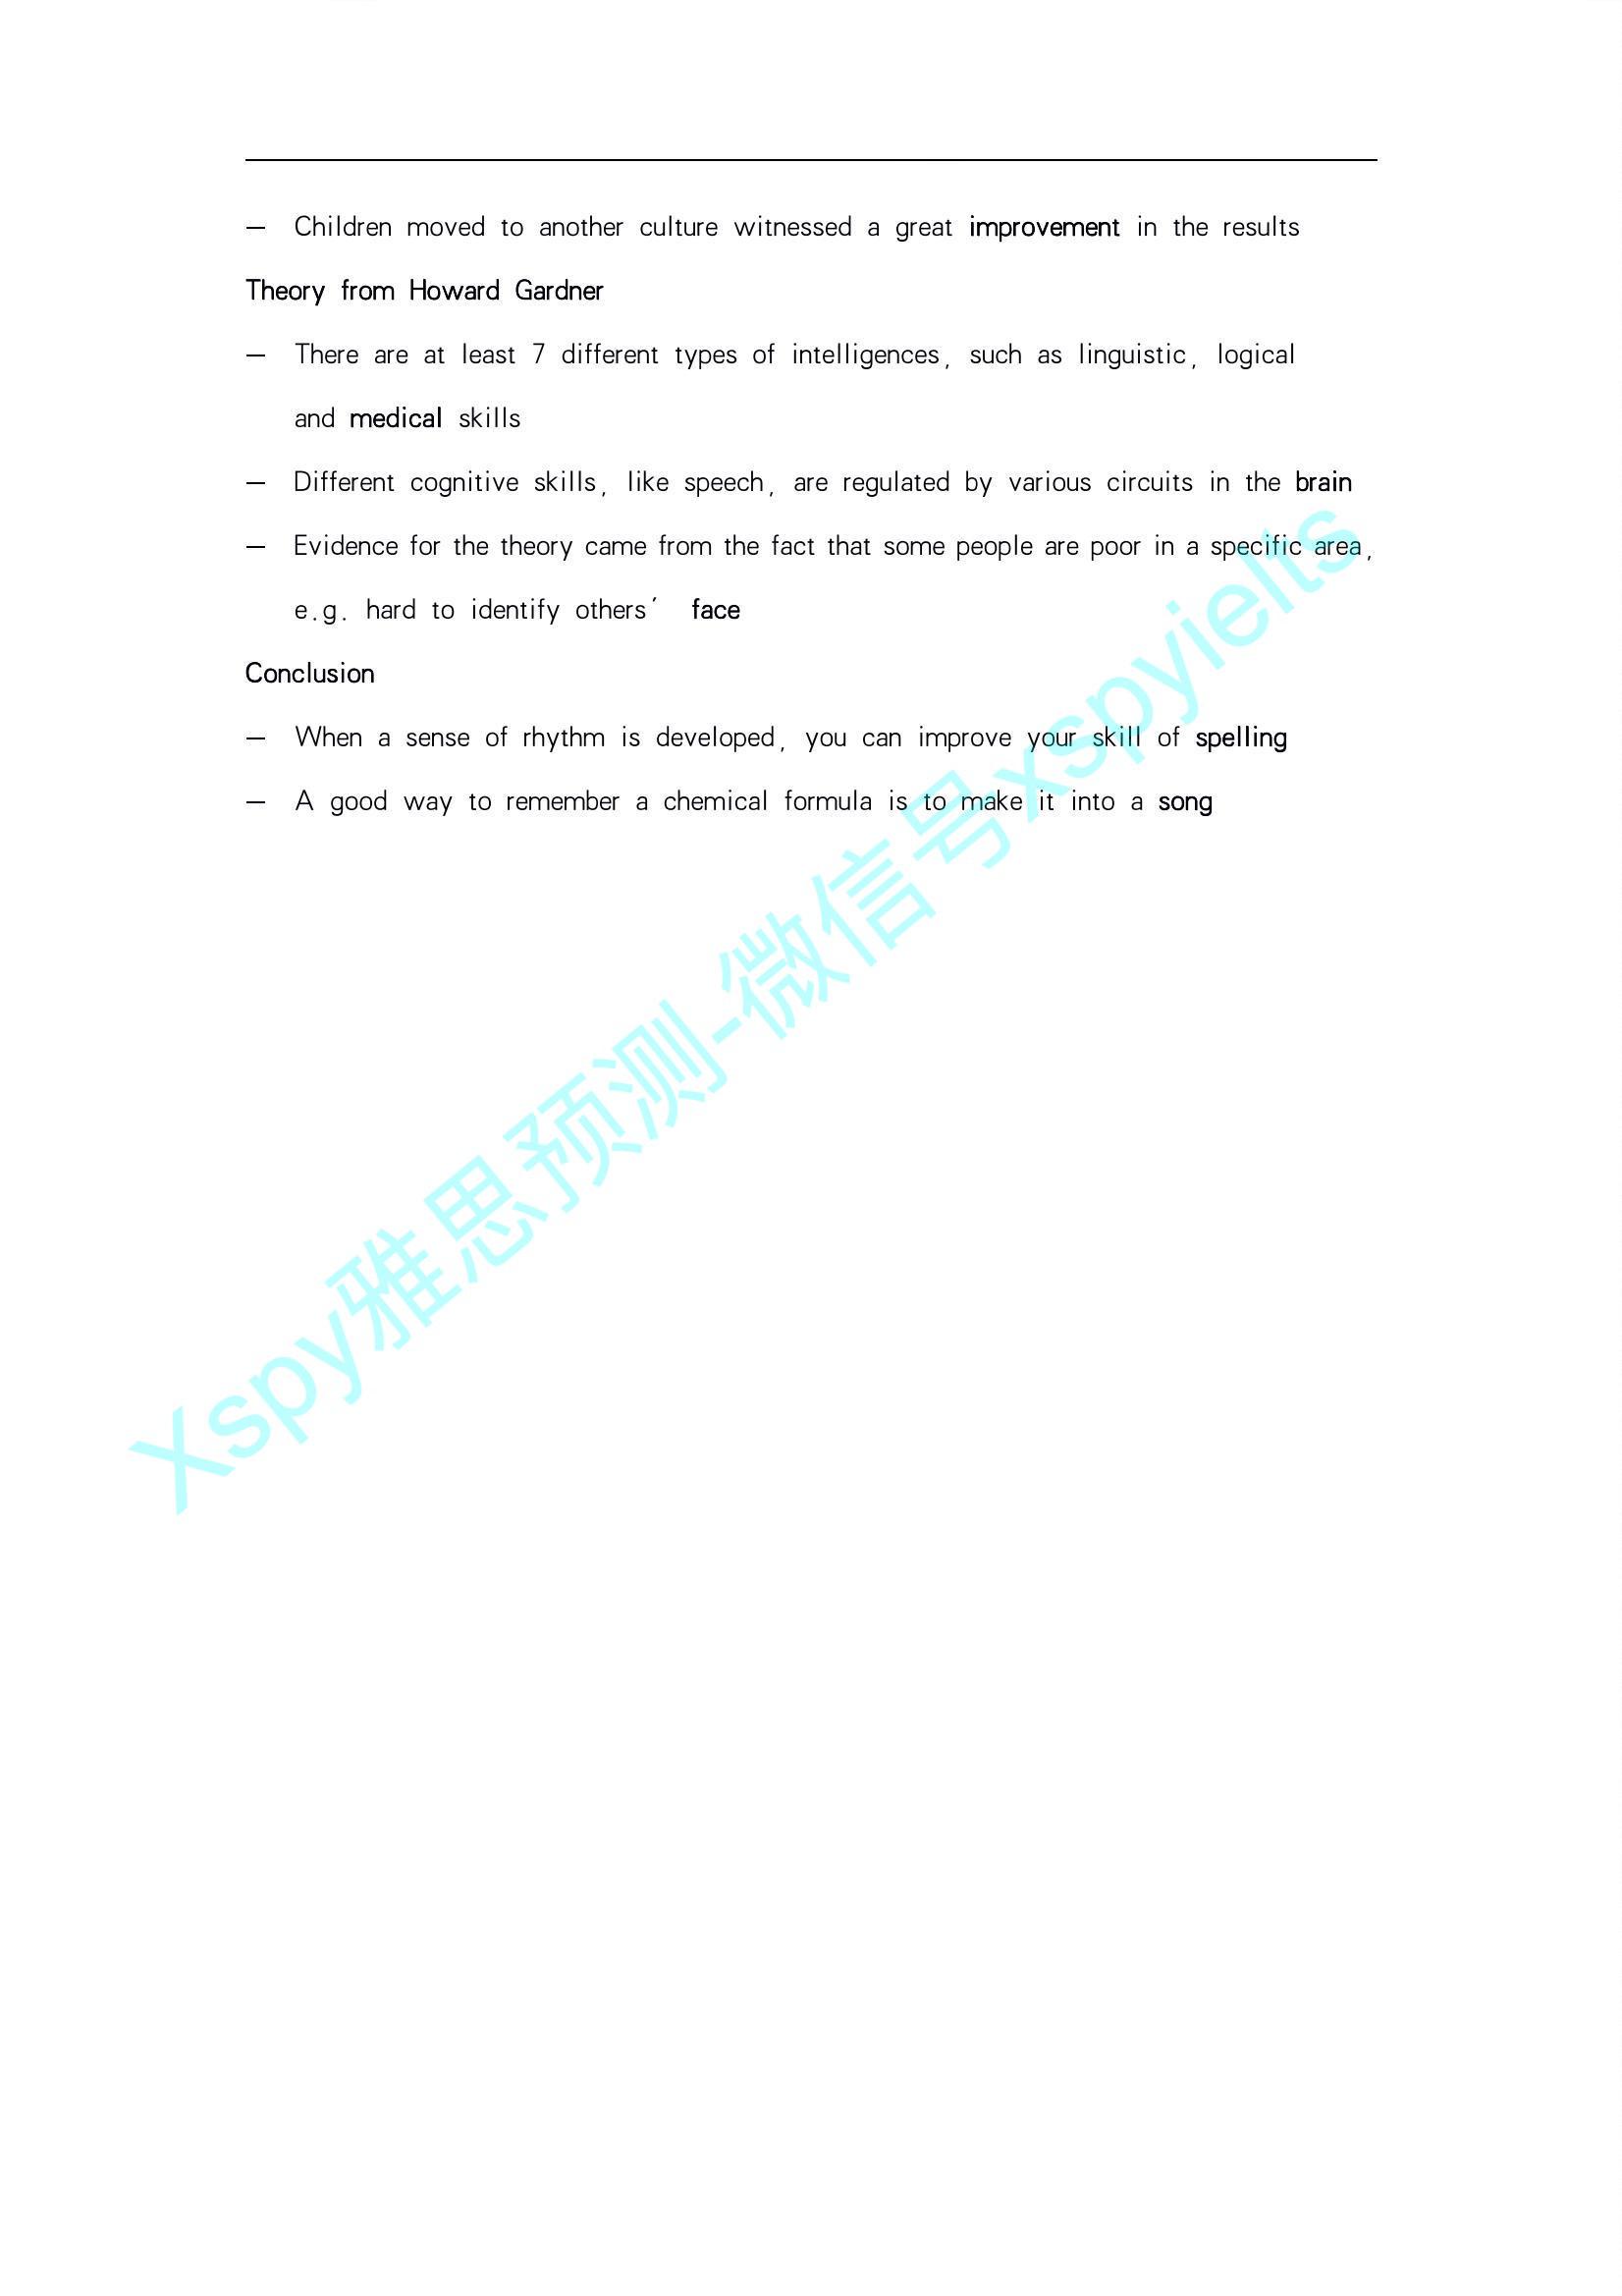 — Children moved to another culture witnessed a great improvement in the results
Theory from Howard Gardner
— There are at least 7 different types of intelligences, such as linguistic, logical
and medical skills
— Different cognitive skills, like speech, are regulated by various circuits in the brain
— Evidence for the theory came from the fact that some people are poor in a specific area,
e.g. hard to identify others’ face
Conclusion
— When a sense of rhythm is developed, you can improve your skill of spelling
— A good way to remember a chemical formula is to make it into a song
Xspy雅思预测-微信号xspyielts